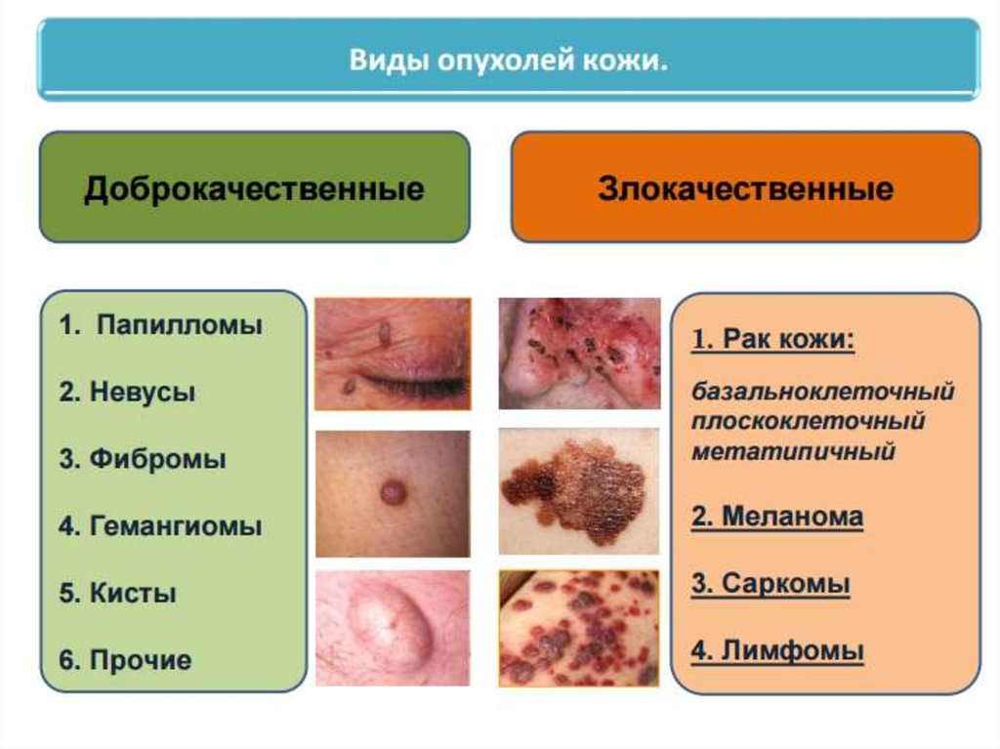 Виды опухолей кожи.
Доброкачественные
Злокачественные
1. Папилломы
2. Невусы
3. Фибромы
4. Гемангиомы
5. Кисты
6. Прочие
1. Рак кожи:
базальноклеточный
плоскоклеточный
метатипичный
2. Меланома
3. Саркомы
4. Лимфомы